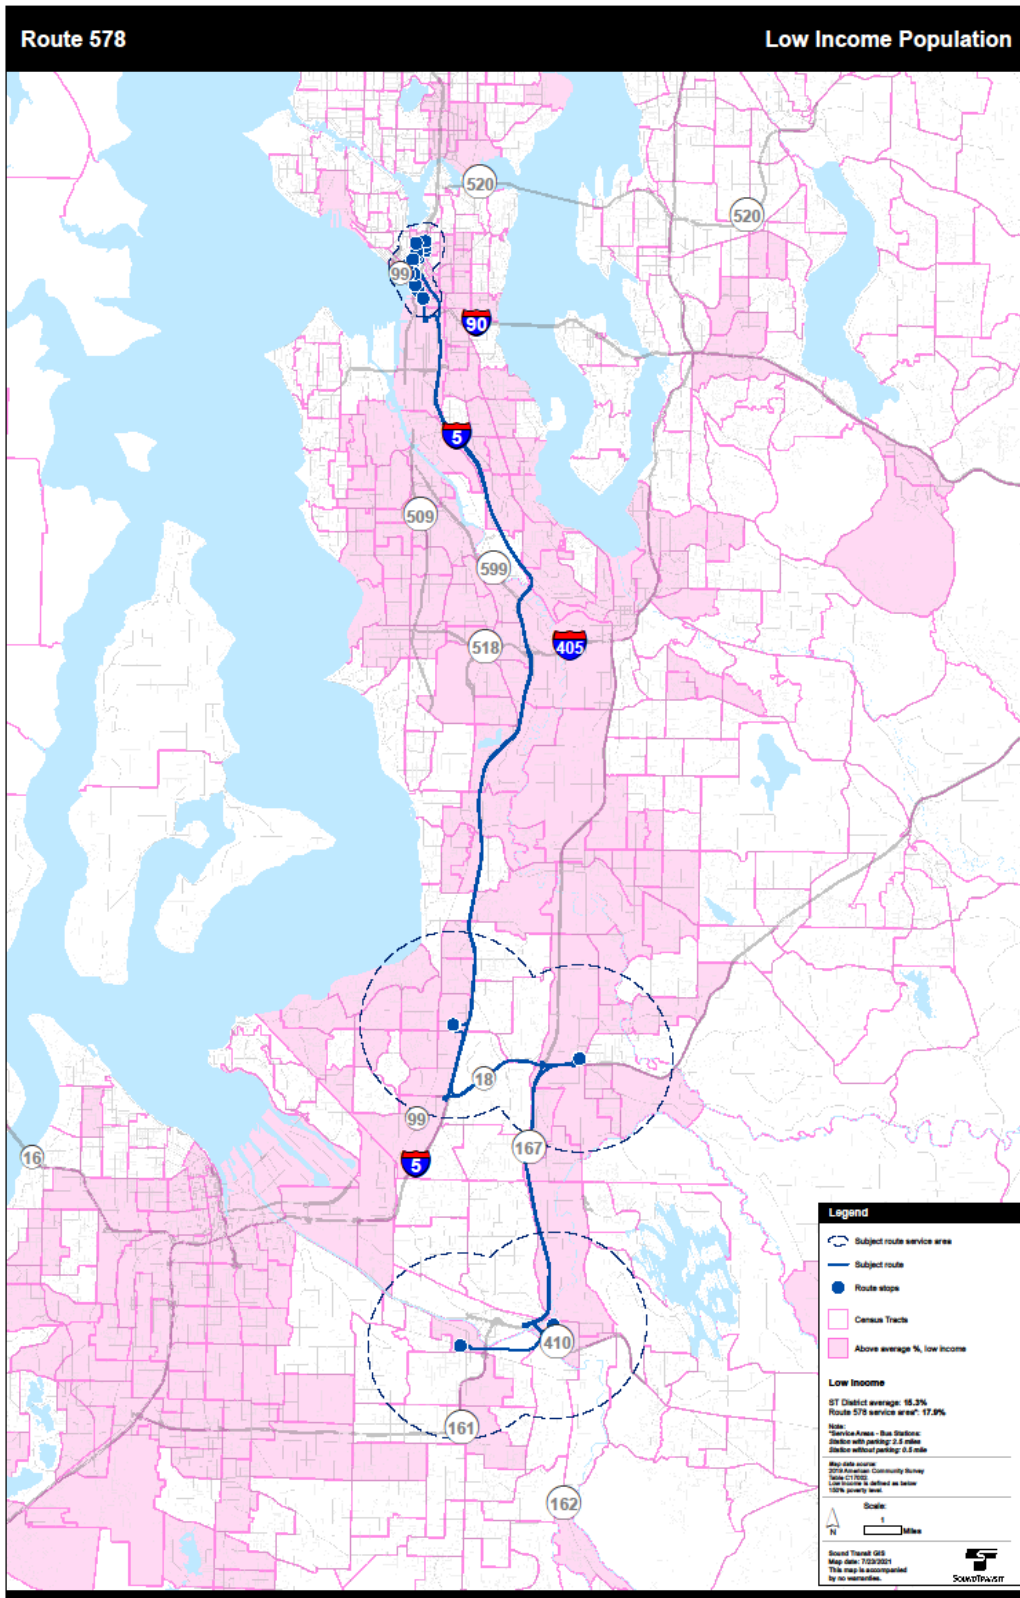 Route 578
Low Income Population
520
520
99
90
5
509
599
518
405
18
99
167
16
5
410
161
162
Legend
Subject route service area
Subject route
Route stops
Census Tracts
Above average %, low income
Low Income
ST District average: 15.3%
Route 578 service area*: 17.9%
Note:
*Service Areas - Bus Stations:
Station with parking: 2.5 miles
Station without parking: 0.5 mile
Map data source:
2019 American Community Survey
Table C17002
Low Income is defined as below
150% poverty level.
Scale:
1
Miles
N
Sound Transit GIS
Map date: 7/23/2021
This map is accompanied
by no warranties.
SOUNDTRANSIT